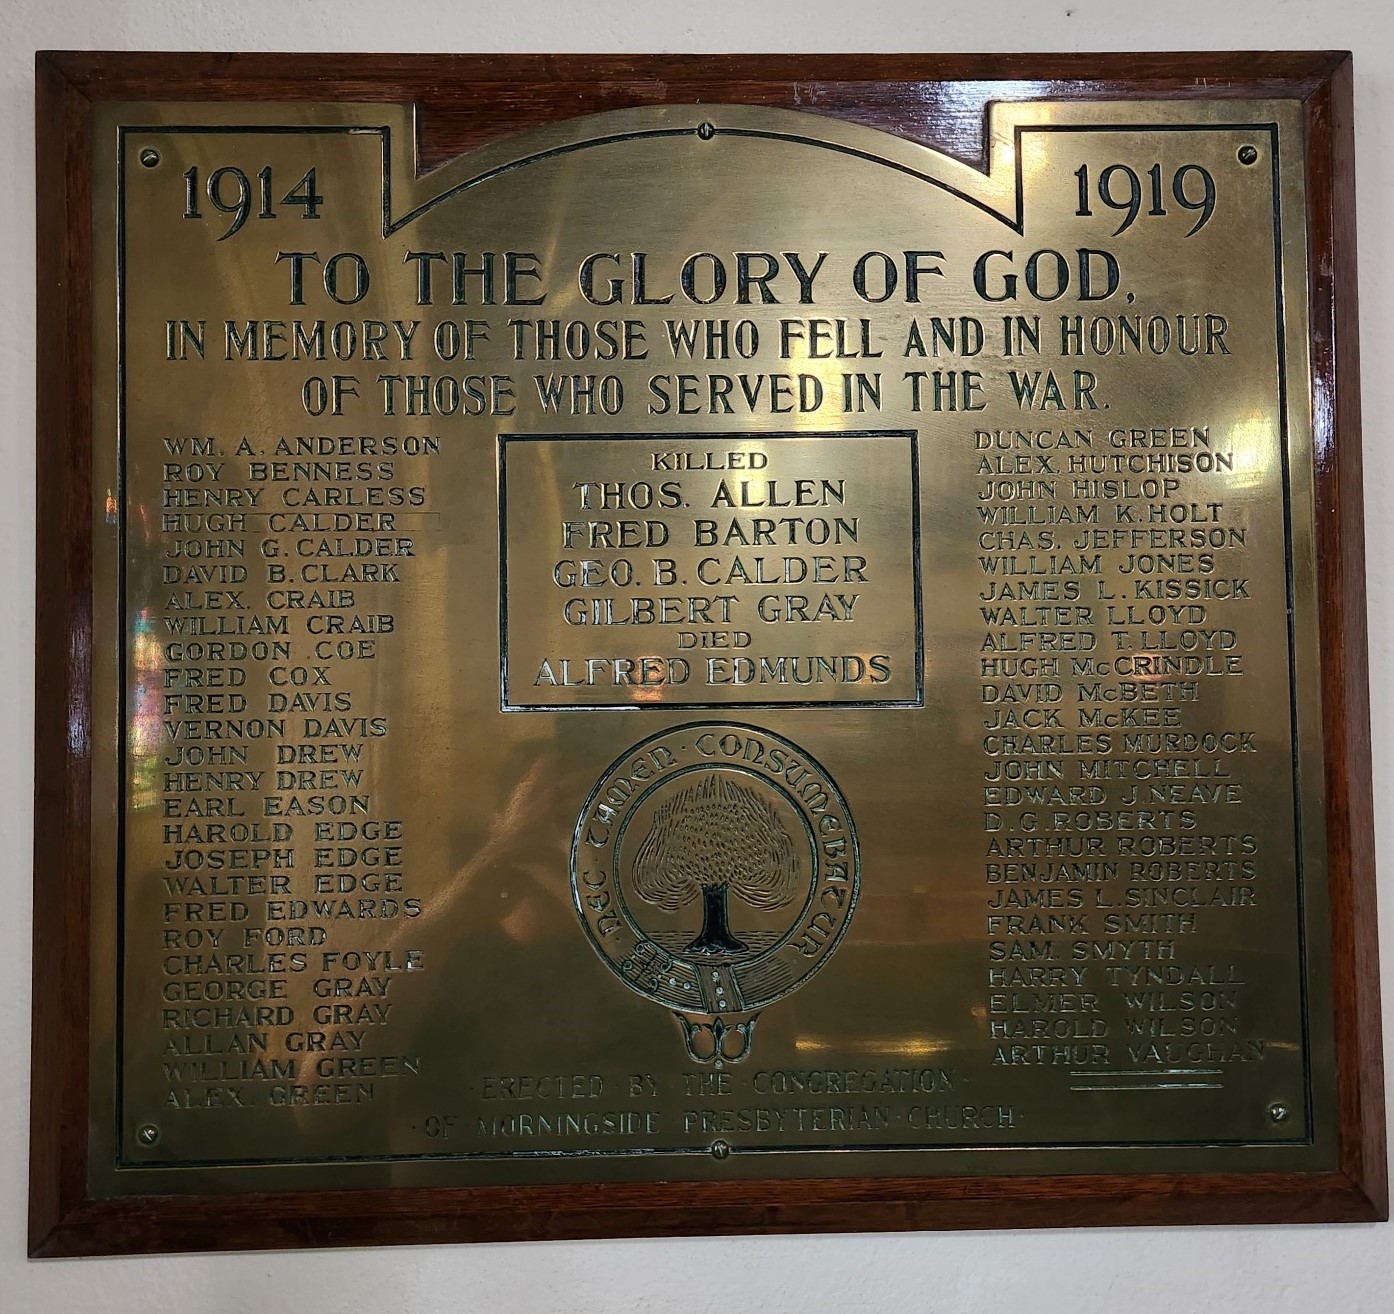 1914
1919
TO THE GLORY OF GOD,
IN MEMORY OF THOSE WHO FELL AND IN HONOUR
OF THOSE WHO SERVED IN THE WAR.
WM. A. ANDERSON
ROY BENNESS
HENRY CARLESS
HUGH CALDER
JOHN G. CALDER
DAVID B. CLARK
ALEX. CRAIB
WILLIAM CRAIB
GORDON COE
FRED COX
FRED DAVIS
VERNON DAVIS
JOHN DREW
HENRY DREW
EARL EASON
HAROLD EDGE
JOSEPH EDGE
WALTER EDGE
FRED EDWARDS
ROY FORD
CHARLES FOYLE
GEORGE GRAY
RICHARD GRAY
ALLAN GRAY
WILLIAM GREEN
ALEX. GREEN
KILLED
THOS. ALLEN
FRED BARTON
GEO. B. CALDER
GILBERT GRAY
DIED
ALFRED EDMUNDS
DUNCAN GREEN
ALEX. HUTCHISON
JOHN HISLOP
WILLIAM K. HOLT
CHAS. JEFFERSON
WILLIAM JONES
JAMES L. KISSICK
WALTER LLOYD
ALFRED T. LLOYD
HUGH McCRINDLE
DAVID McBETH
JACK McKEE
CHARLES MURDOCK
JOHN MITCHELL
EDWARD J. NEAVE
D. G. ROBERTS
ARTHUR ROBERTS
BENJAMIN ROBERTS
JAMES L. SINCLAIR
FRANK SMITH
SAM. SMYTH
HARRY TYNDALL
ELMER WILSON
HAROLD WILSON
ARTHUR VAUGHAN
· NEC · TAMEN · CONSUMEBATUR ·
· ERECTED BY THE CONGREGATION ·
· OF MORNINGSIDE PRESBYTERIAN CHURCH ·